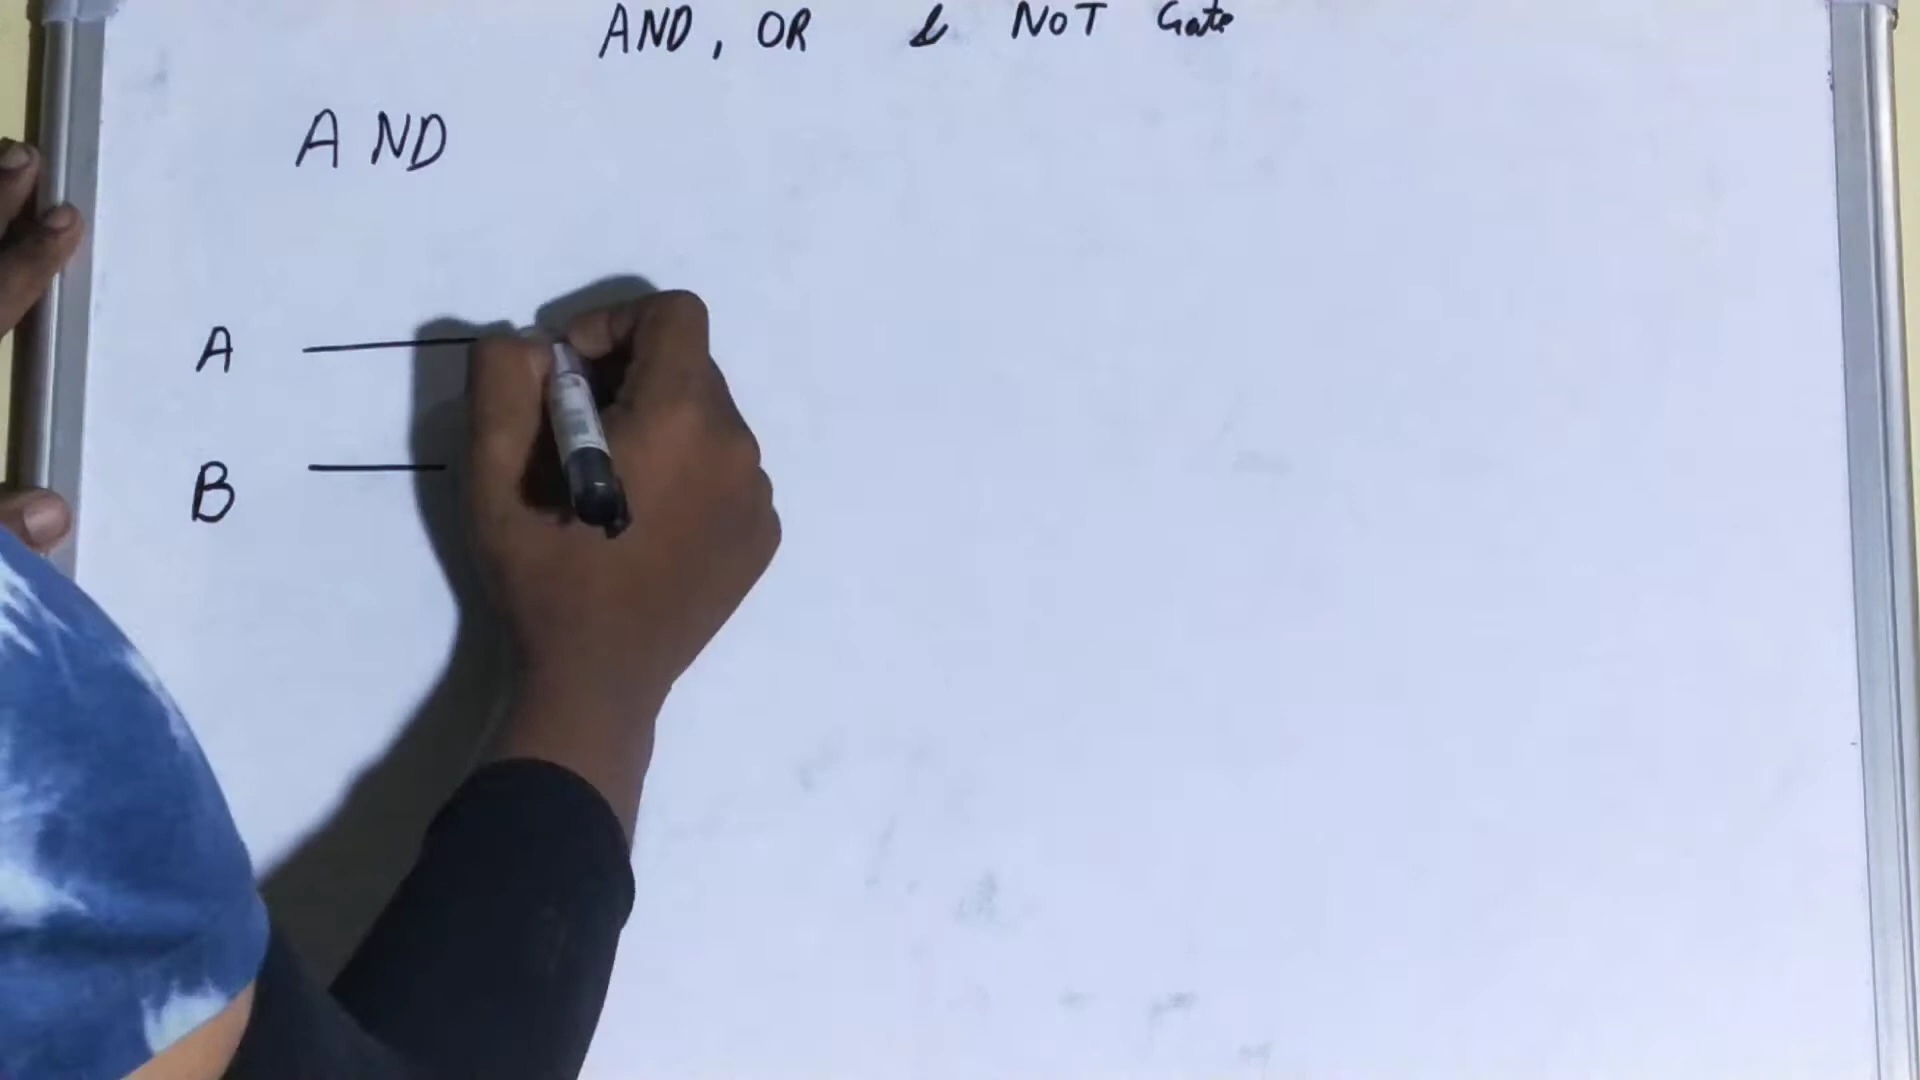 AND, OR & NOT Gate
AND
A
B